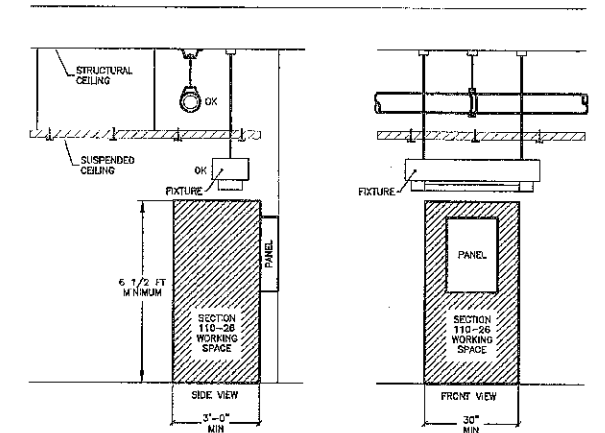 STRUCTURAL
CEILING
OK
SUSPENDED
CEILING
OK
FIXTURE
PANEL
6 1/2 FT
MINIMUM
SECTION
110-26
WORKING
SPACE
SIDE VIEW
3'-0"
MIN
FIXTURE
PANEL
SECTION
110-26
WORKING
SPACE
FRONT VIEW
30"
MIN